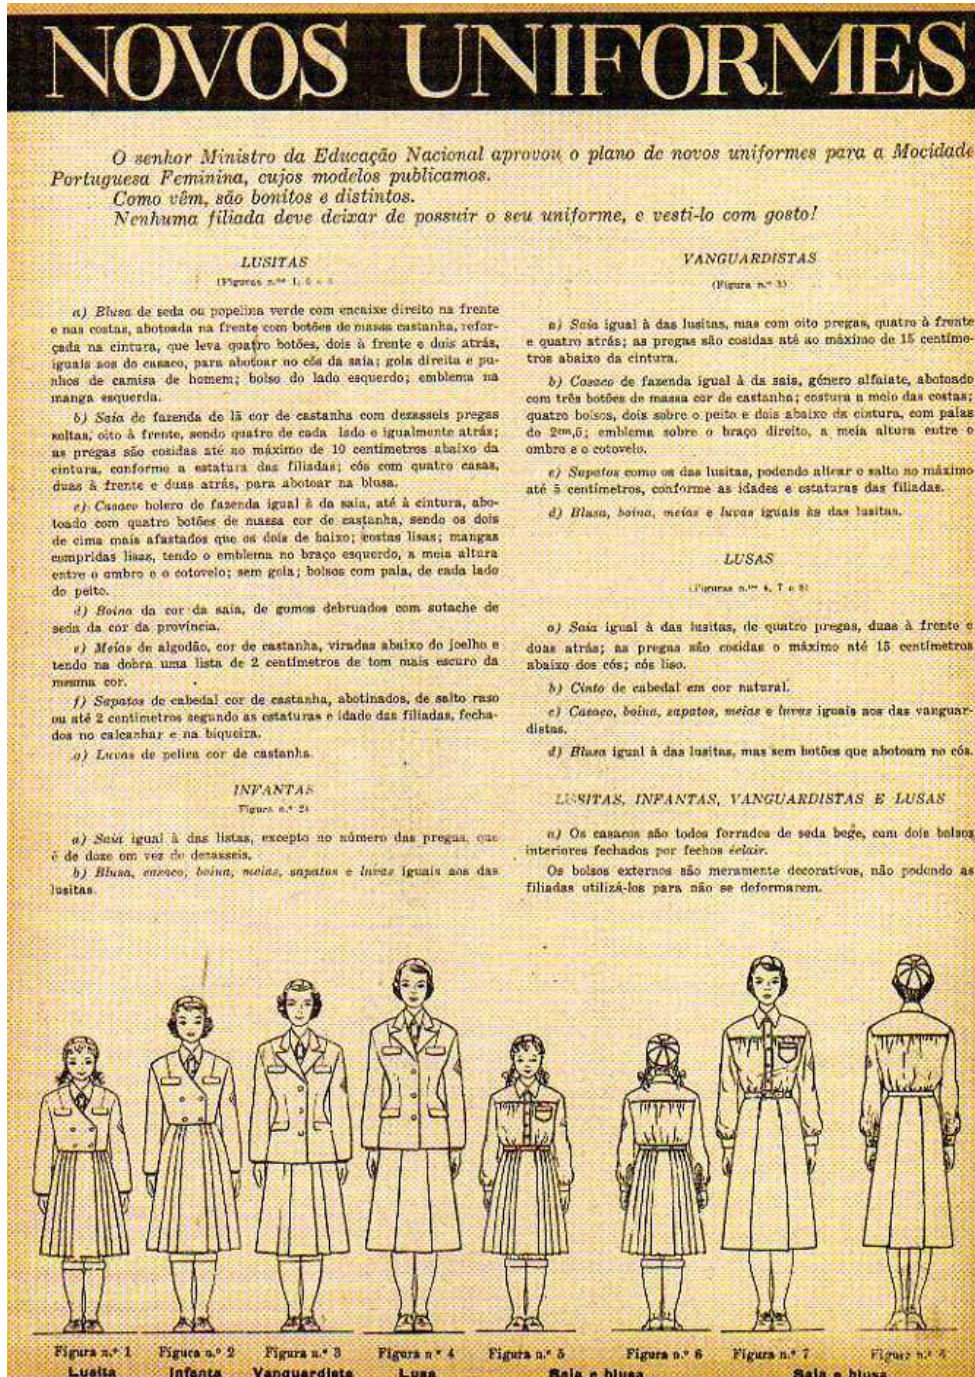 NOVOS UNIFORMES
O senhor Ministro da Educação Nacional aprovou o plano de novos uniformes para a Mocidade
Portuguesa Feminina, cujos modelos publicamos.
Como vêm, são bonitos e distintos.
Nenhuma filiada deve deixar de possuir o seu uniforme, e vesti-lo com gosto!
LUSITAS
(Figuras n.ºs 1, 5 e
a) Blusa de seda ou popelina verde com encaixe direito na frente
e nas costas, abotoada na frente com botões de massa castanha, refor-
çada na cintura, que leva quatro botões, dois à frente e dois atrás,
iguais aos do casaco, para abotoar no cós da saia; gola direita e pu-
nhos de camisa de homem; bolso do lado esquerdo; emblema na
manga esquerda.
b) Saia de fazenda de lã cor de castanha com dezasseis pregas
soltas, oito à frente, sendo quatro de cada lado e igualmente atrás;
as pregas são cosidas até ao máximo de 10 centímetros abaixo da
cintura, conforme a estatura das filiadas; cós com quatro casas,
duas à frente e duas atrás, para abotoar na blusa.
c) Casaco bolero de fazenda igual à da saia, até à cintura, abo-
toado com quatro botões de massa cor de castanha, sendo os dois
de cima mais afastados que os dois de baixo; costas lisas; mangas
compridas lisas, tendo o emblema no braço esquerdo, a meia altura
entre o ombro e o cotovelo; sem gola; bolsos com pala, de cada lado
do peito.
d) Boina da cor da saia, de gomos debruados com sutache de
seda da cor da província.
e) Meias de algodão, cor de castanha, viradas abaixo do joelho e
tendo na dobra uma lista de 2 centímetros de tom mais escuro da
mesma cor.
f) Sapatos de cabedal cor de castanha, abotinados, de salto raso
ou até 2 centímetros segundo as estaturas e idade das filiadas, fecha-
dos no calcanhar e na biqueira.
g) Luvas de pelica cor de castanha.
INFANTAS
Figura n.º 2)
a) Saia igual à das listas, excepto no número das pregas, que
é de doze em vez de dezasseis.
b) Blusa, casaco, boina, meias, sapatos e luvas iguais aos das
lusitas.
VANGUARDISTAS
(Figura n.º 3)
a) Saia igual à das lusitas, mas com oito pregas, quatro à frente
e quatro atrás; as pregas são cosidas até ao máximo de 15 centíme-
tros abaixo da cintura.
b) Casaco de fazenda igual à da saia, género alfaiate, abotoado
com três botões de massa cor de castanha; costura a meio das costas;
quatro bolsos, dois sobre o peito e dois abaixo da cintura, com palas
de 2cm,5; emblema sobre o braço direito, a meia altura entre o
ombro e o cotovelo.
c) Sapatos como os das lusitas, podendo altear o salto no máximo
até 5 centímetros, conforme as idades e estaturas das filiadas.
d) Blusa, boina, meias e luvas iguais às das lusitas.
LUSAS
(Figuras n.ºs 4, 7 e 8)
a) Saia igual à das lusitas, de quatro pregas, duas à frente e
duas atrás; as pregas são cosidas o máximo até 15 centímetros
abaixo dos cós; cós liso.
b) Cinto de cabedal em cor natural.
c) Casaco, boina, sapatos, meias e luvas iguais aos das vanguar-
distas.
d) Blusa igual à das lusitas, mas sem botões que abotoam no cós.
LUSITAS, INFANTAS, VANGUARDISTAS E LUSAS
a) Os casacos são todos forrados de seda bege, com dois bolsos
interiores fechados por fechos éclair.
Os bolsos externos são meramente decorativos, não podendo as
filiadas utilizá-los para não se deformarem.
Figura n.º 1 Figura n.º 2 Figura n.º 3 Figura n.º 4 Figura n.º 5 Figura n.º 6 Figura n.º 7 Figura n.º 8
Lusita Infanta Vanguardista Lusa Saia e blusa Saia e blusa